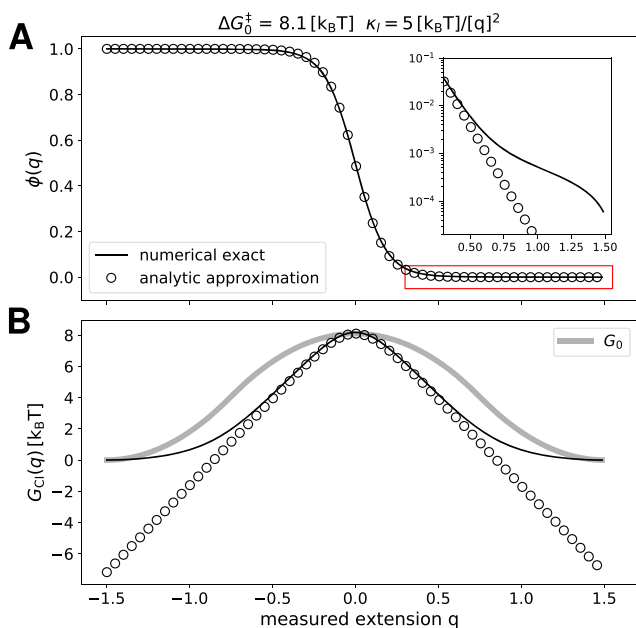 ΔG₀‡ = 8.1 [kBT] κl = 5 [kBT]/[q]²
A
1.0
0.8
0.6
0.4
0.2
0.0
ϕ(q)
numerical exact
analytic approximation
10⁻¹
10⁻²
10⁻³
10⁻⁴
0.50 0.75 1.00 1.25 1.50
B
8
6
4
2
0
−2
−4
−6
GCl(q) [kBT]
G₀
−1.5 −1.0 −0.5 0.0 0.5 1.0 1.5
measured extension q